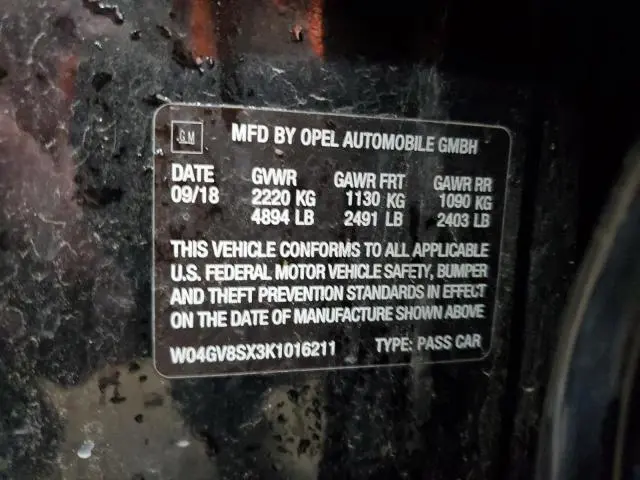 GM
MFD BY OPEL AUTOMOBILE GMBH
DATE GVWR GAWR FRT GAWR RR
09/18 2220 KG 1130 KG 1090 KG
4894 LB 2491 LB 2403 LB
THIS VEHICLE CONFORMS TO ALL APPLICABLE
U.S. FEDERAL MOTOR VEHICLE SAFETY, BUMPER
AND THEFT PREVENTION STANDARDS IN EFFECT
ON THE DATE OF MANUFACTURE SHOWN ABOVE
W04GV8SX3K1016211 TYPE: PASS CAR